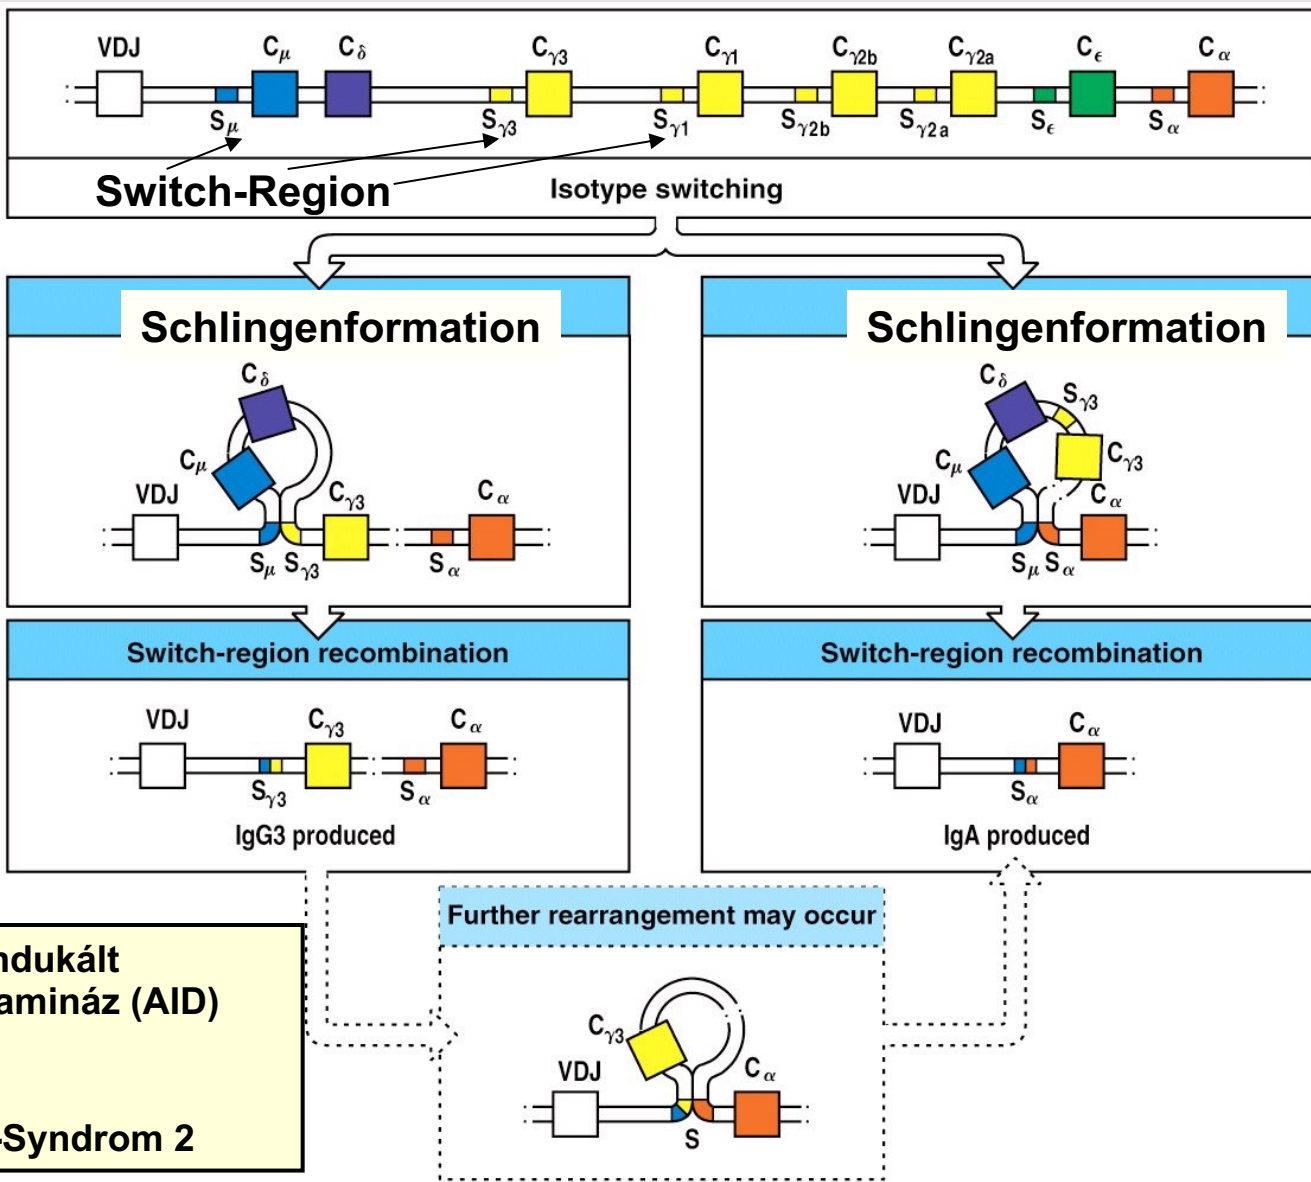 VDJ Cμ Cδ Cγ3 Cγ1 Cγ2b Cγ2a Cϵ Cα
Sμ Sγ3 Sγ1 Sγ2b Sγ2a Sϵ Sα
Switch-Region
Isotype switching
Schlingenformation
Cδ
Cμ
VDJ Cγ3 Cα
Sμ Sγ3 Sα
Switch-region recombination
VDJ Cγ3 Cα
Sγ3 Sα
IgG3 produced
Schlingenformation
Cδ Sγ3
Cμ Cγ3
VDJ Cα
Sμ Sα
Switch-region recombination
VDJ Cα
Sα
IgA produced
Further rearrangement may occur
Cγ3
VDJ Cα
S
ndukált
amináz (AID)
-Syndrom 2